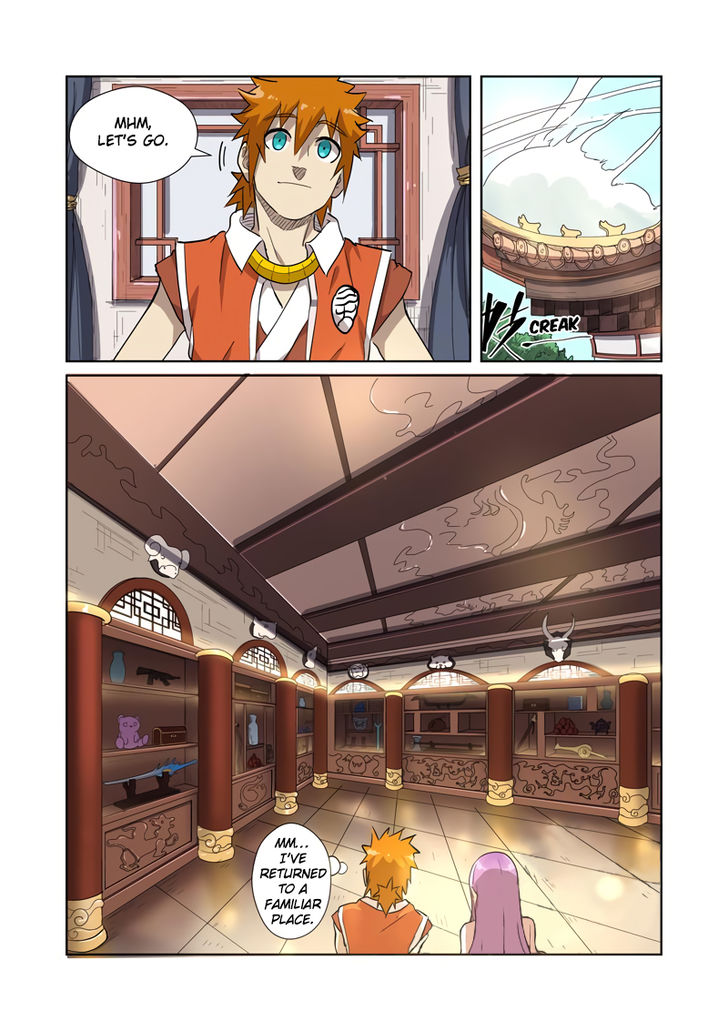 MHM,
LET'S GO.
CREAK
MM...
I'VE
RETURNED
TO A
FAMILIAR
PLACE.